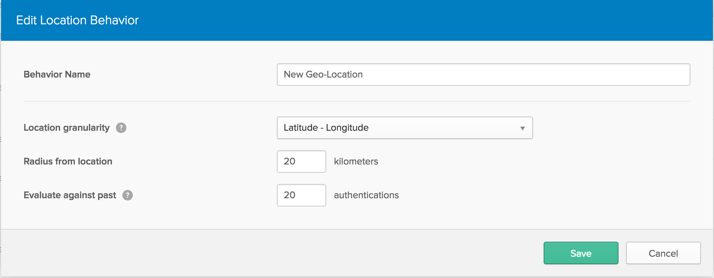 Edit Location Behavior
Behavior Name New Geo-Location
Location granularity ? Latitude - Longitude
Radius from location 20 kilometers
Evaluate against past ? 20 authentications
Save Cancel